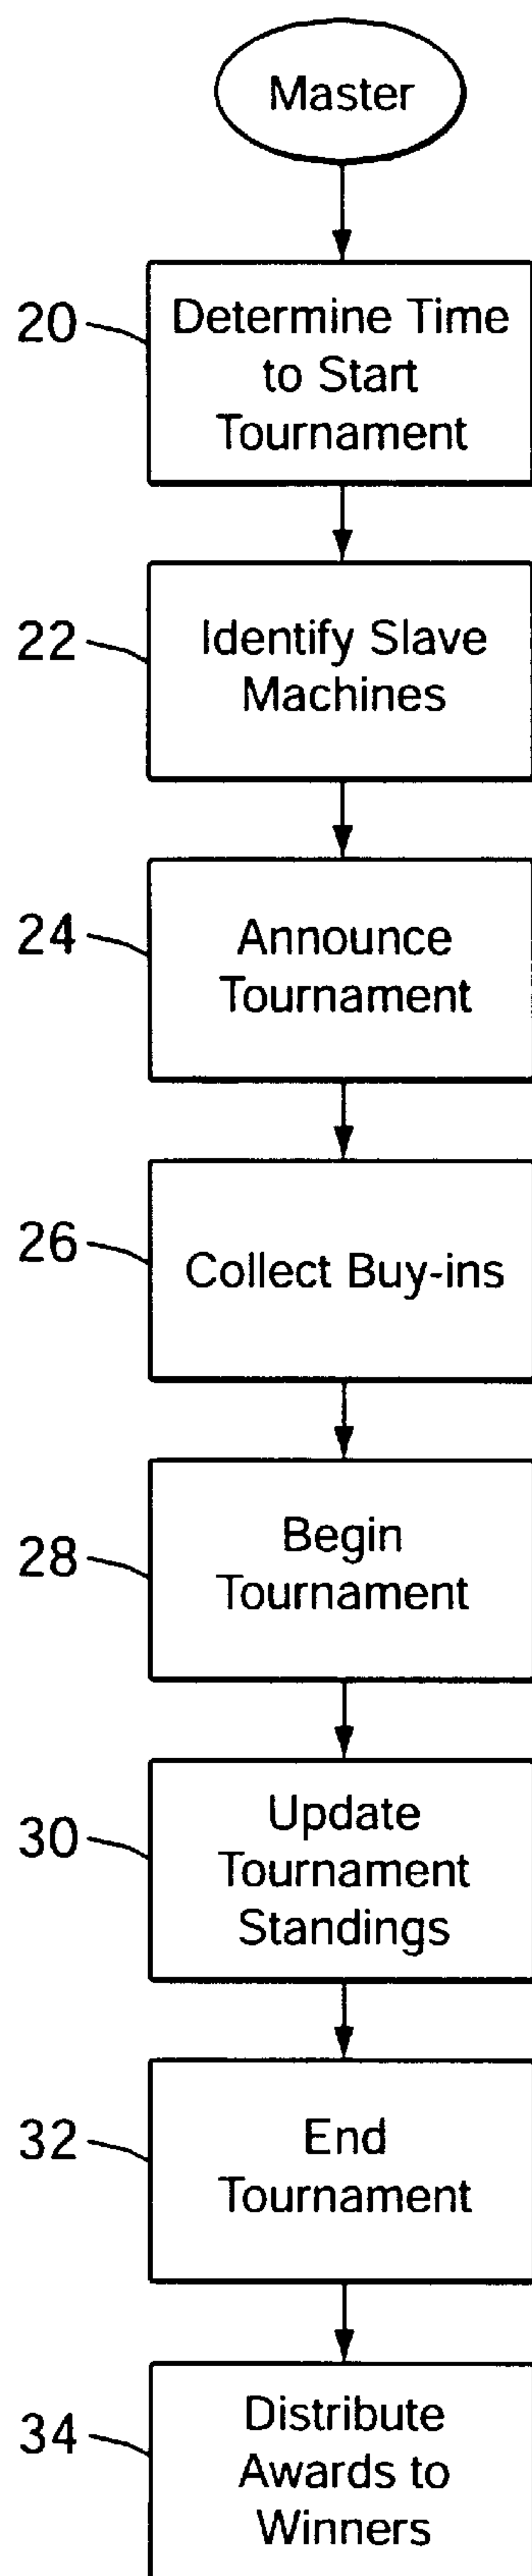 Master
20
Determine Time
to Start
Tournament
22
Identify Slave
Machines
24
Announce
Tournament
26
Collect Buy-ins
28
Begin
Tournament
30
Update
Tournament
Standings
32
End
Tournament
34
Distribute
Awards to
Winners